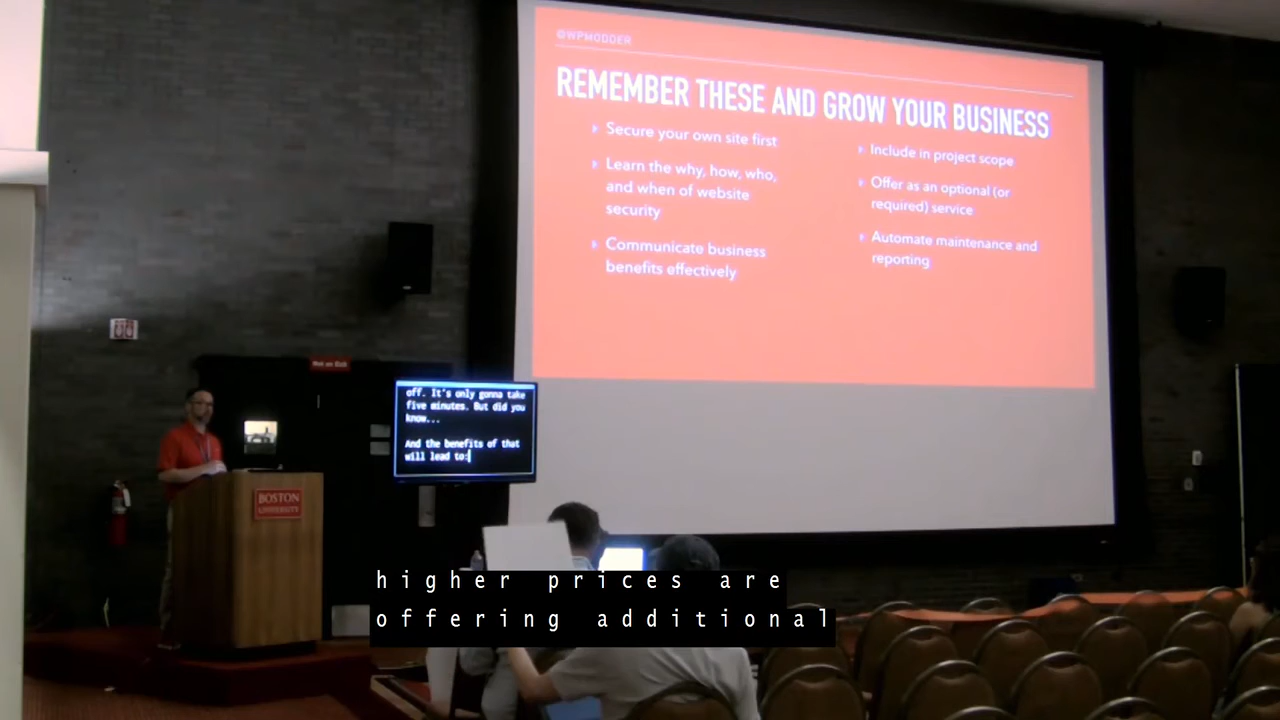 @WPMODDER
REMEMBER THESE AND GROW YOUR BUSINESS
Secure your own site first
Learn the why, how, who,
and when of website
security
Communicate business
benefits effectively
Include in project scope
Offer as an optional (or
required) service
Automate maintenance and
reporting
Not an Exit
off. It's only gonna take
five minutes. But did you
know...
And the benefits of that
will lead to:
BOSTON
UNIVERSITY
higher prices are
offering additional